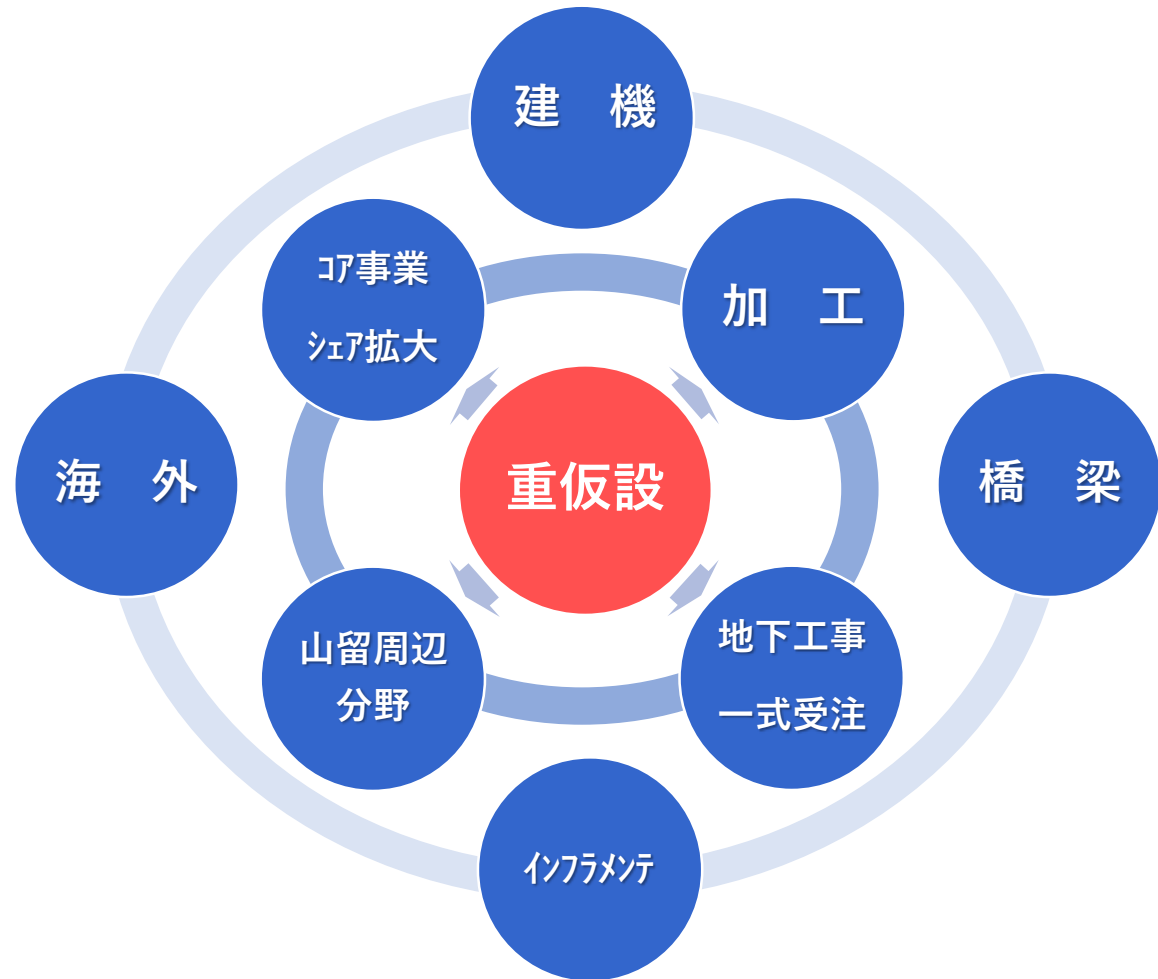 建　機
ｺｱ事業
ｼｪｱ拡大
加　工
海　外
重仮設
橋　梁
山留周辺
分野
地下工事
一式受注
ｲﾝﾌﾗﾒﾝﾃ